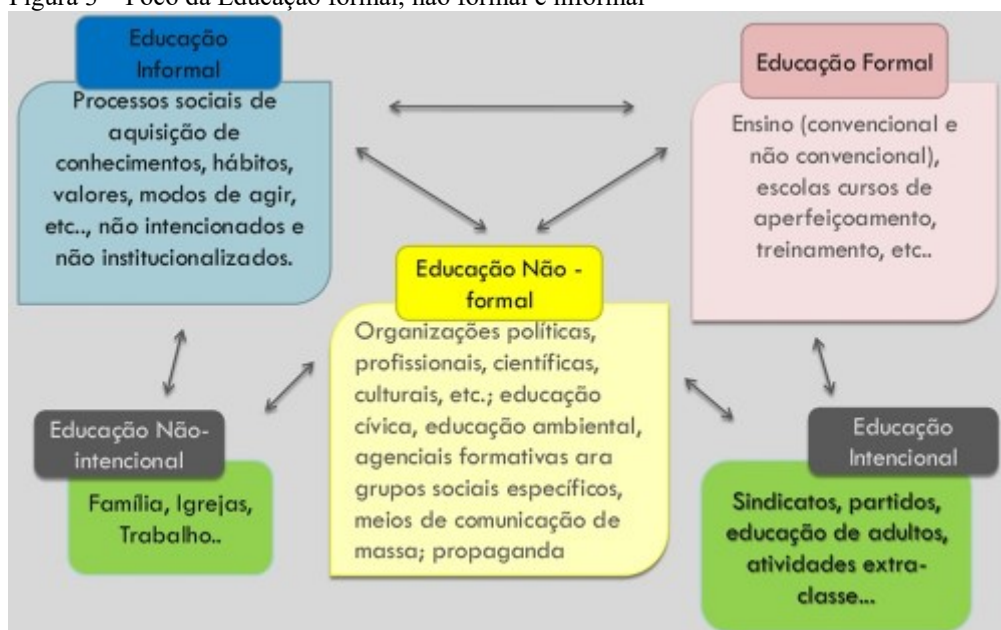 Figura 3 – Foco da Educação formal, não formal e informal
Educação
Informal
Processos sociais de
aquisição de
conhecimentos, hábitos,
valores, modos de agir,
etc.., não intencionados e
não institucionalizados.
Educação Formal
Ensino (convencional e
não convencional),
escolas cursos de
aperfeiçoamento,
treinamento, etc..
Educação Não -
formal
Organizações políticas,
profissionais, científicas,
culturais, etc.; educação
cívica, educação ambiental,
agenciais formativas ara
grupos sociais específicos,
meios de comunicação de
massa; propaganda
Educação Não-
intencional
Família, Igrejas,
Trabalho..
Educação
Intencional
Sindicatos, partidos,
educação de adultos,
atividades extra-
classe...